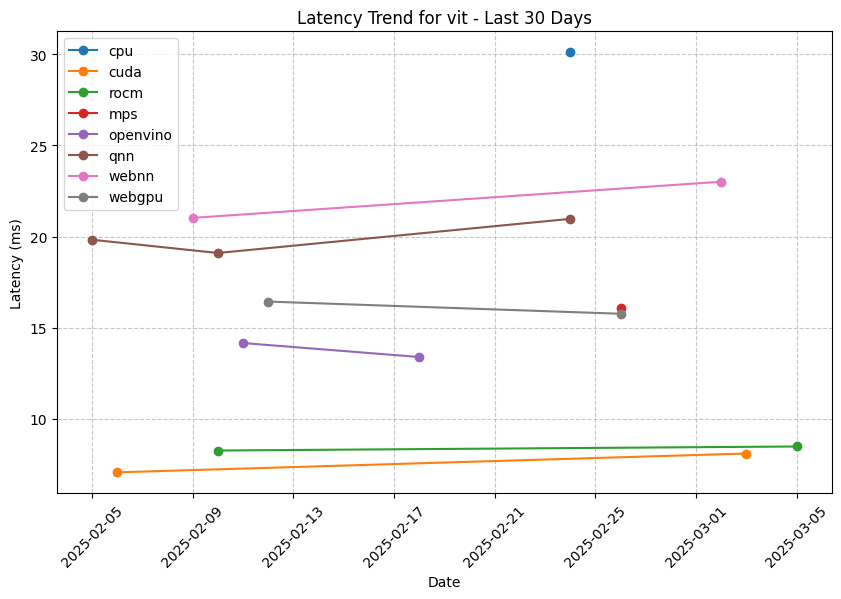 Latency Trend for vit - Last 30 Days
cpu
cuda
rocm
mps
openvino
qnn
webnn
webgpu
30
25
20
15
10
Latency (ms)
2025-02-05
2025-02-09
2025-02-13
2025-02-17
2025-02-21
2025-02-25
2025-03-01
2025-03-05
Date